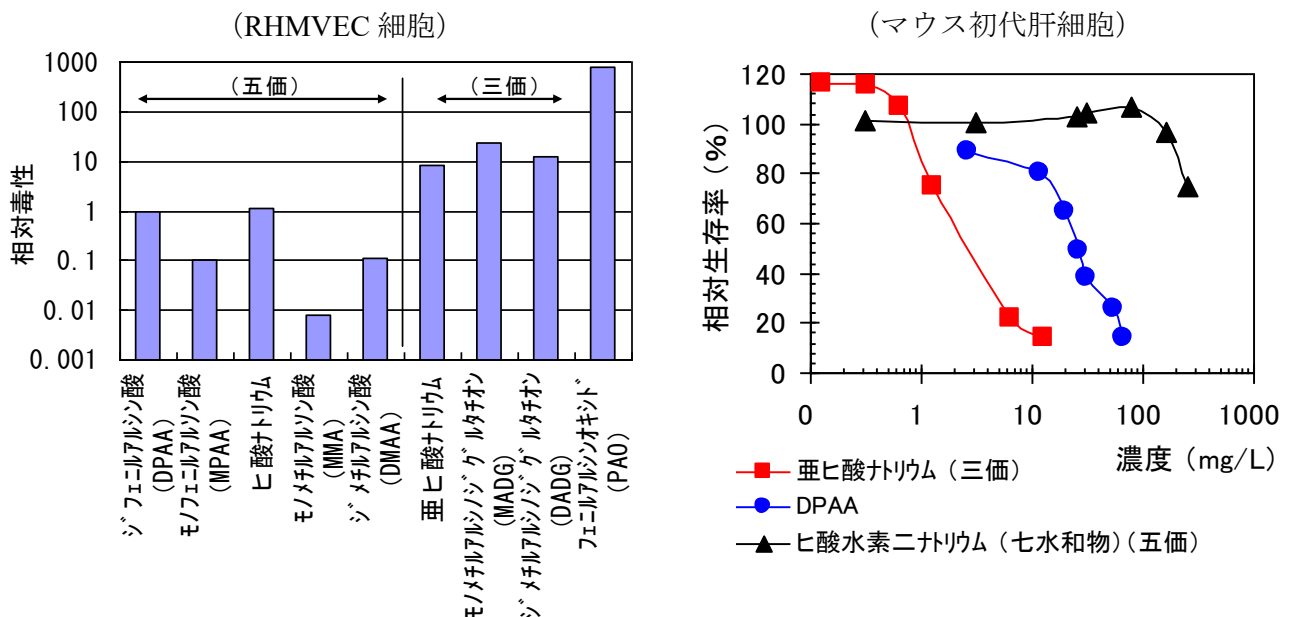 (RHMVEC 細胞)
1000
100
10
1
0.1
0.01
0.001
相対毒性
(五価)
(三価)
ジフェニルアルシン酸
(DPAA)
モノフェニルアルソン酸
(MPAA)
ヒ酸ナトリウム
モノメチルアルソン酸
(MMA)
ジメチルアルシン酸
(DMAA)
亜ヒ酸ナトリウム
モノメチルアルシノジグルタチオン
(MADG)
ジメチルアルシノグルタチオン
(DADG)
フェニルアルシンオキシド
(PAO)
(マウス初代肝細胞)
120
100
80
60
40
20
0
相対生存率 (%)
0 1 10 100 1000
濃度 (mg/L)
亜ヒ酸ナトリウム (三価)
DPAA
ヒ酸水素二ナトリウム (七水和物) (五価)